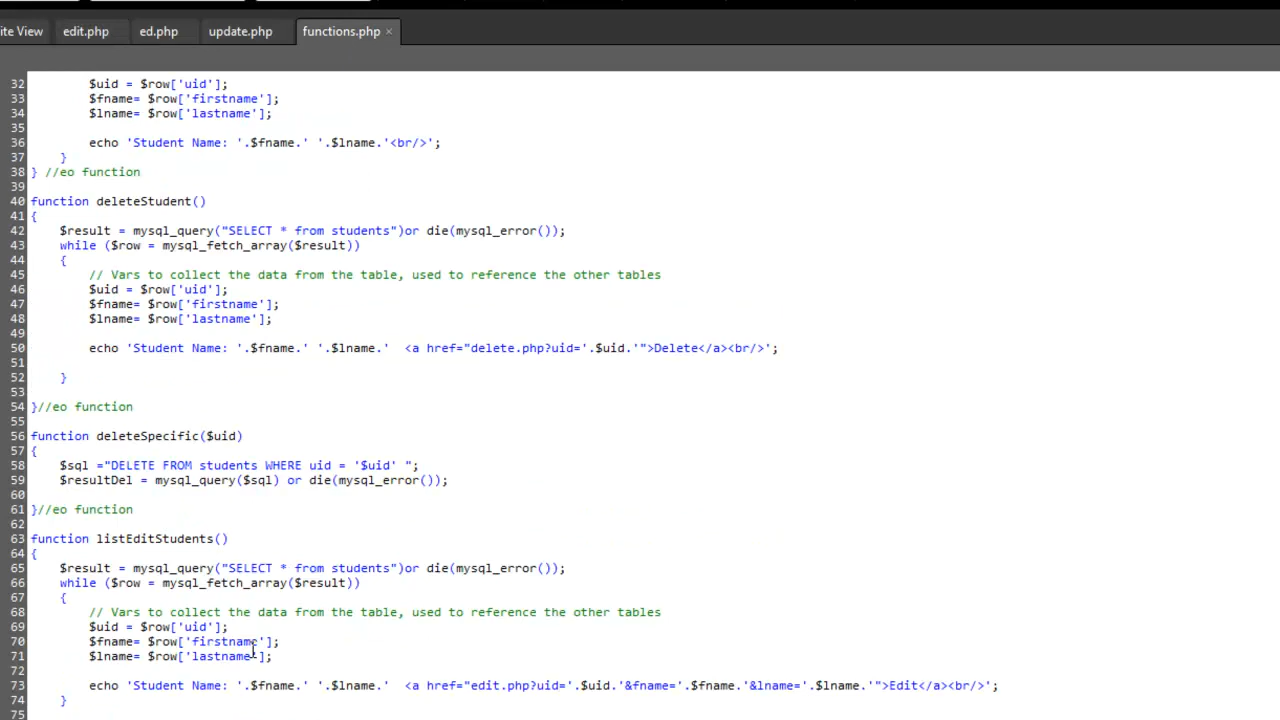 ite View edit.php ed.php update.php functions.php ×
32 $uid = $row['uid'];
33 $fname= $row['firstname'];
34 $lname= $row['lastname'];
35
36 echo 'Student Name: '.$fname.' '.$lname.'<br/>';
37 }
38 } //eo function
39
40 function deleteStudent()
41 {
42 $result = mysql_query("SELECT * from students")or die(mysql_error());
43 while ($row = mysql_fetch_array($result))
44 {
45 // Vars to collect the data from the table, used to reference the other tables
46 $uid = $row['uid'];
47 $fname= $row['firstname'];
48 $lname= $row['lastname'];
49
50 echo 'Student Name: '.$fname.' '.$lname.'  <a href="delete.php?uid='.$uid.'">Delete</a><br/>';
51
52 }
53
54 }//eo function
55
56 function deleteSpecific($uid)
57 {
58 $sql ="DELETE FROM students WHERE uid = '$uid' ";
59 $resultDel = mysql_query($sql) or die(mysql_error());
60
61 }//eo function
62
63 function listEditStudents()
64 {
65 $result = mysql_query("SELECT * from students")or die(mysql_error());
66 while ($row = mysql_fetch_array($result))
67 {
68 // Vars to collect the data from the table, used to reference the other tables
69 $uid = $row['uid'];
70 $fname= $row['firstname'];
71 $lname= $row['lastname'];
72
73 echo 'Student Name: '.$fname.' '.$lname.'  <a href="edit.php?uid='.$uid.'&fname='.$fname.'&lname='.$lname.'">Edit</a><br/>';
74 }
75